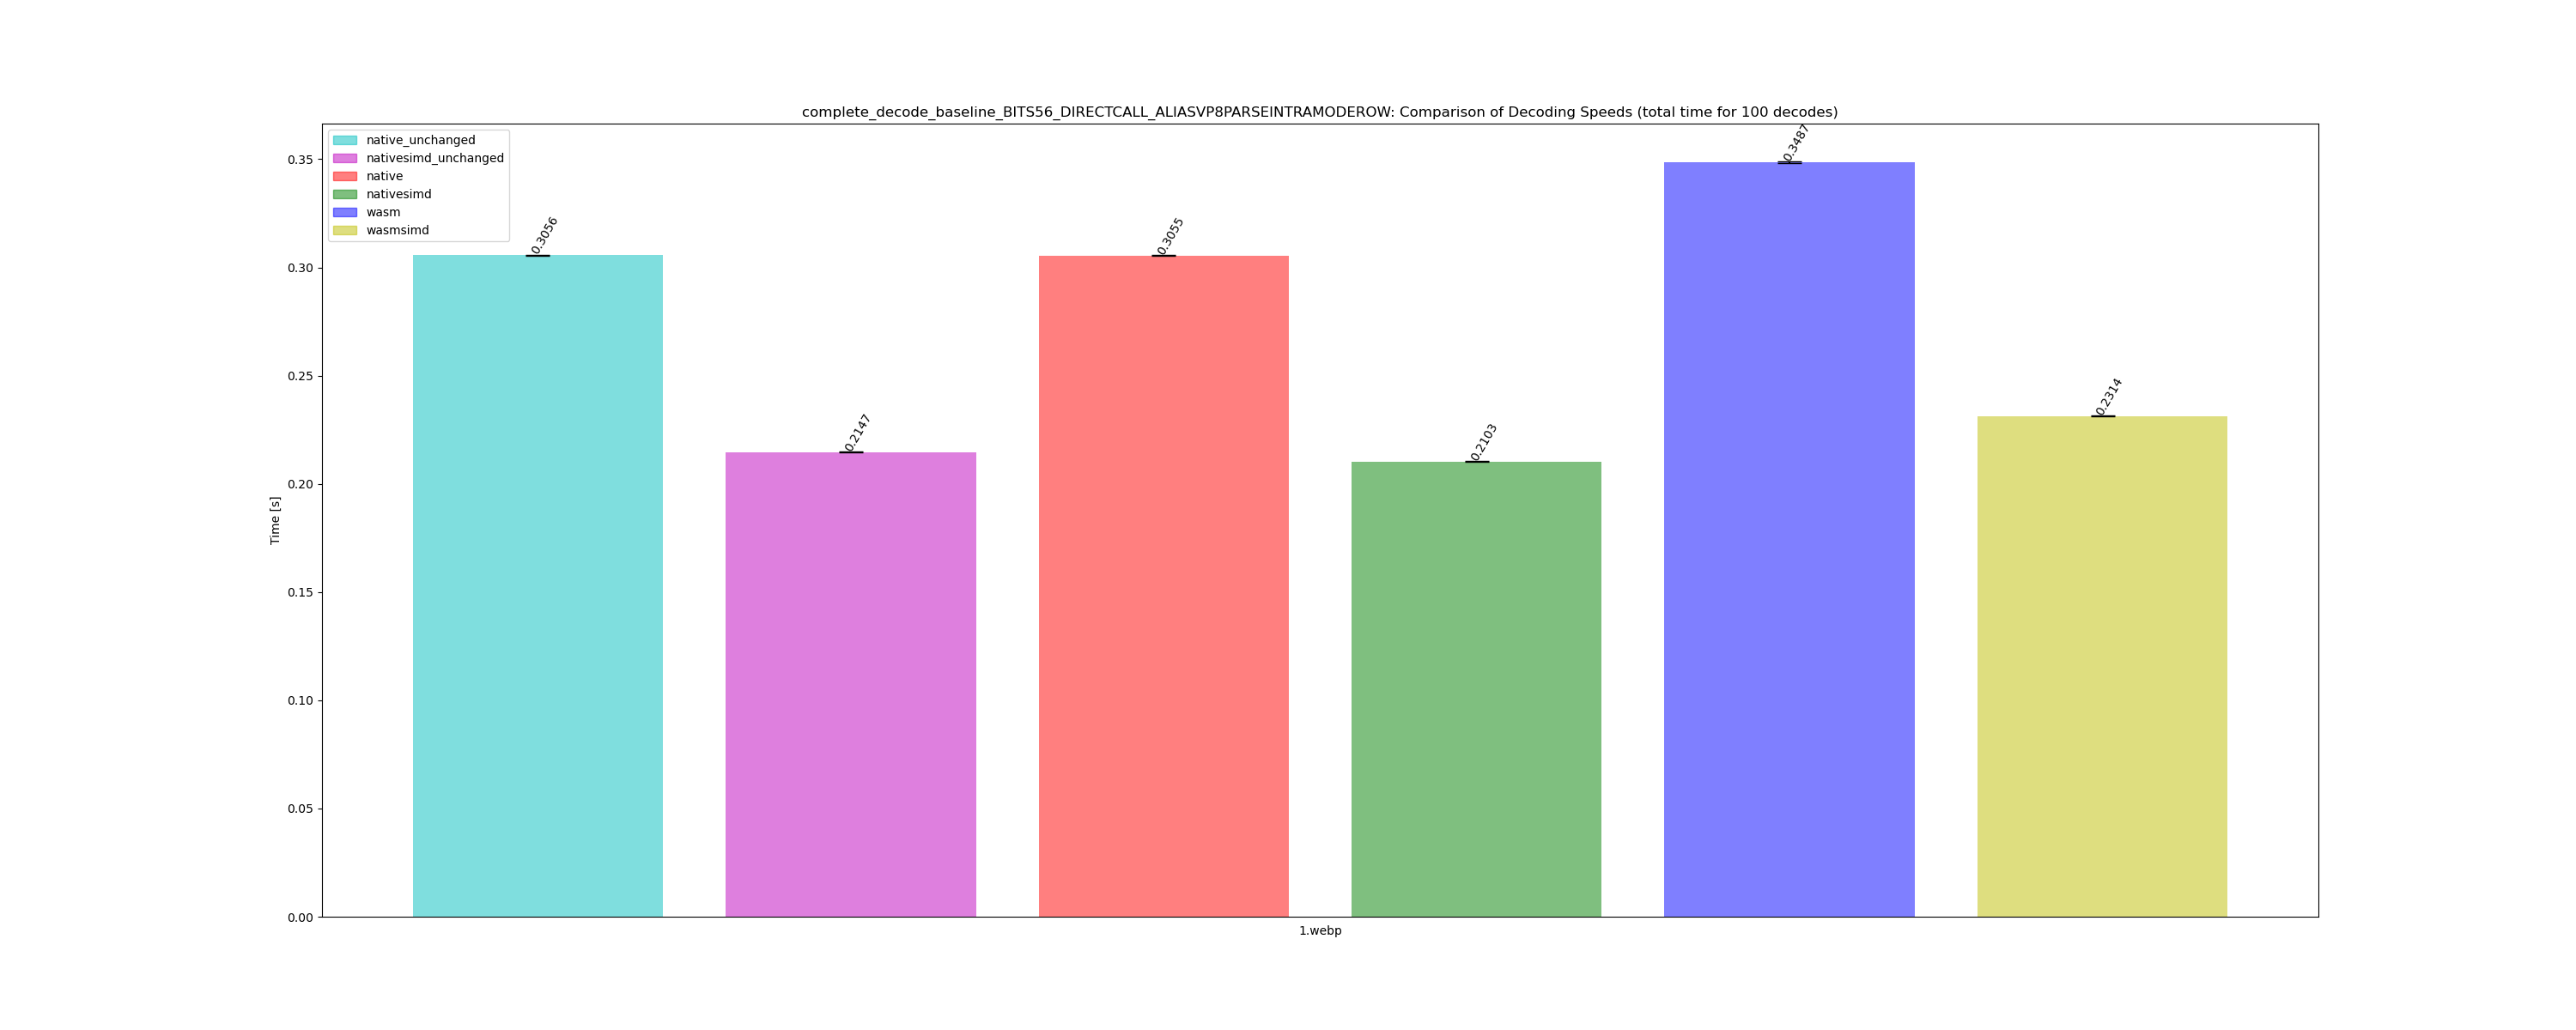 complete_decode_baseline_BITS56_DIRECTCALL_ALIASVP8PARSEINTRAMODEROW: Comparison of Decoding Speeds (total time for 100 decodes)
native_unchanged
nativesimd_unchanged
native
nativesimd
wasm
wasmsimd
Time [s]
0.35
0.30
0.25
0.20
0.15
0.10
0.05
0.00
0.3056
0.2147
0.3055
0.2103
0.3487
0.2314
1.webp